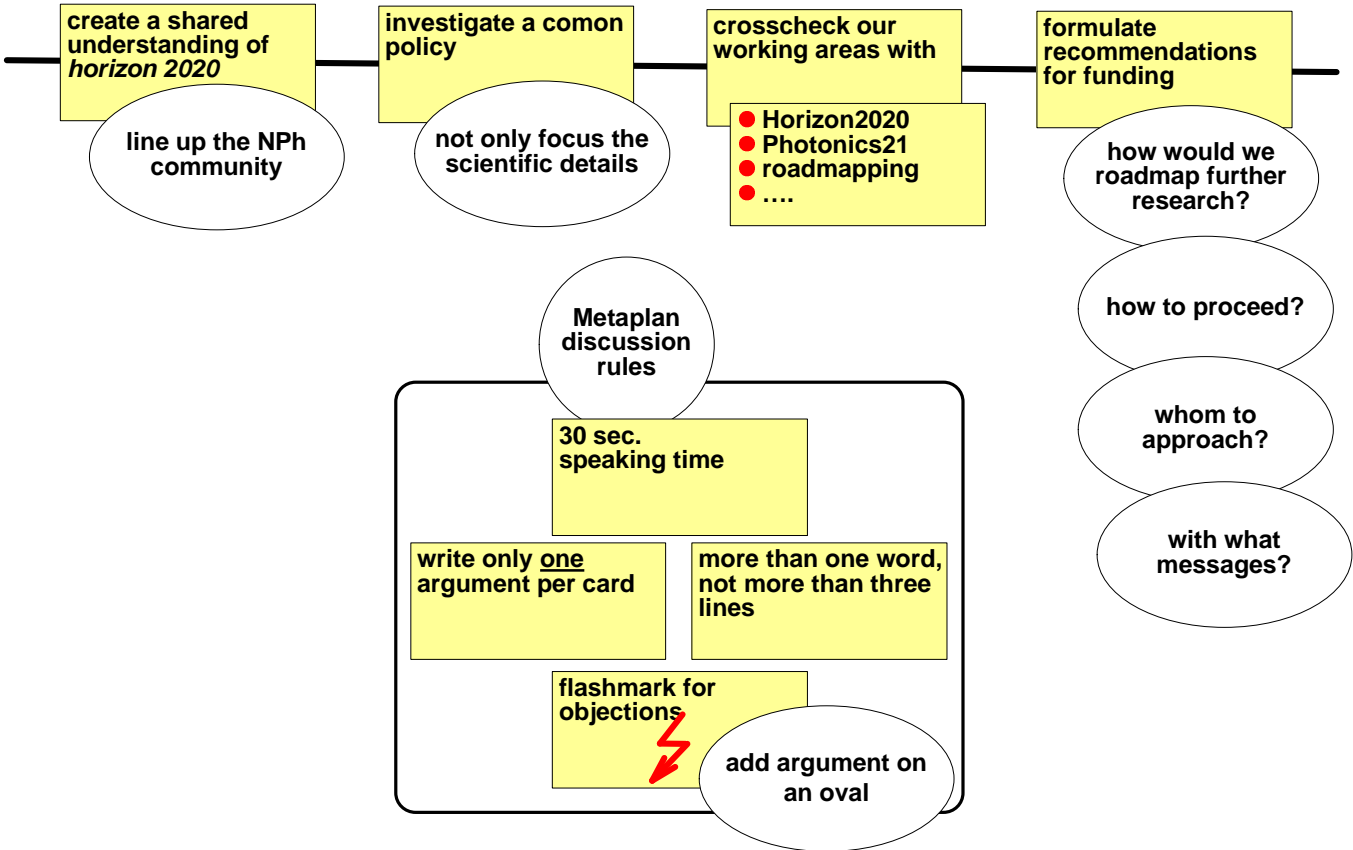 create a shared
understanding of
horizon 2020
line up the NPh
community
investigate a comon
policy
not only focus the
scientific details
crosscheck our
working areas with
Horizon2020
Photonics21
roadmapping
....
formulate
recommendations
for funding
how would we
roadmap further
research?
how to proceed?
whom to
approach?
with what
messages?
Metaplan
discussion
rules
30 sec.
speaking time
write only one
argument per card
more than one word,
not more than three
lines
flashmark for
objections
add argument on
an oval